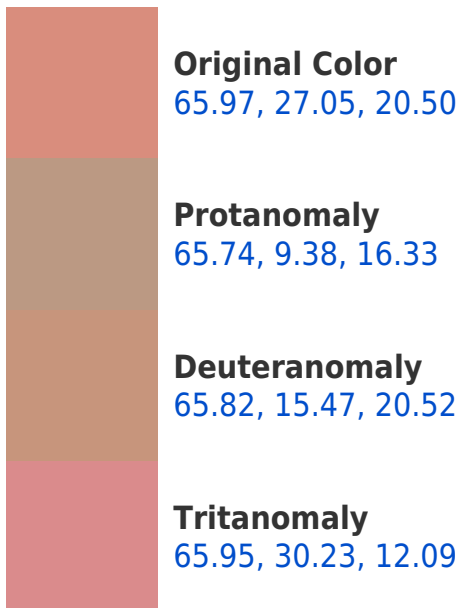 Original Color
65.97, 27.05, 20.50
Protanomaly
65.74, 9.38, 16.33
Deuteranomaly
65.82, 15.47, 20.52
Tritanomaly
65.95, 30.23, 12.09